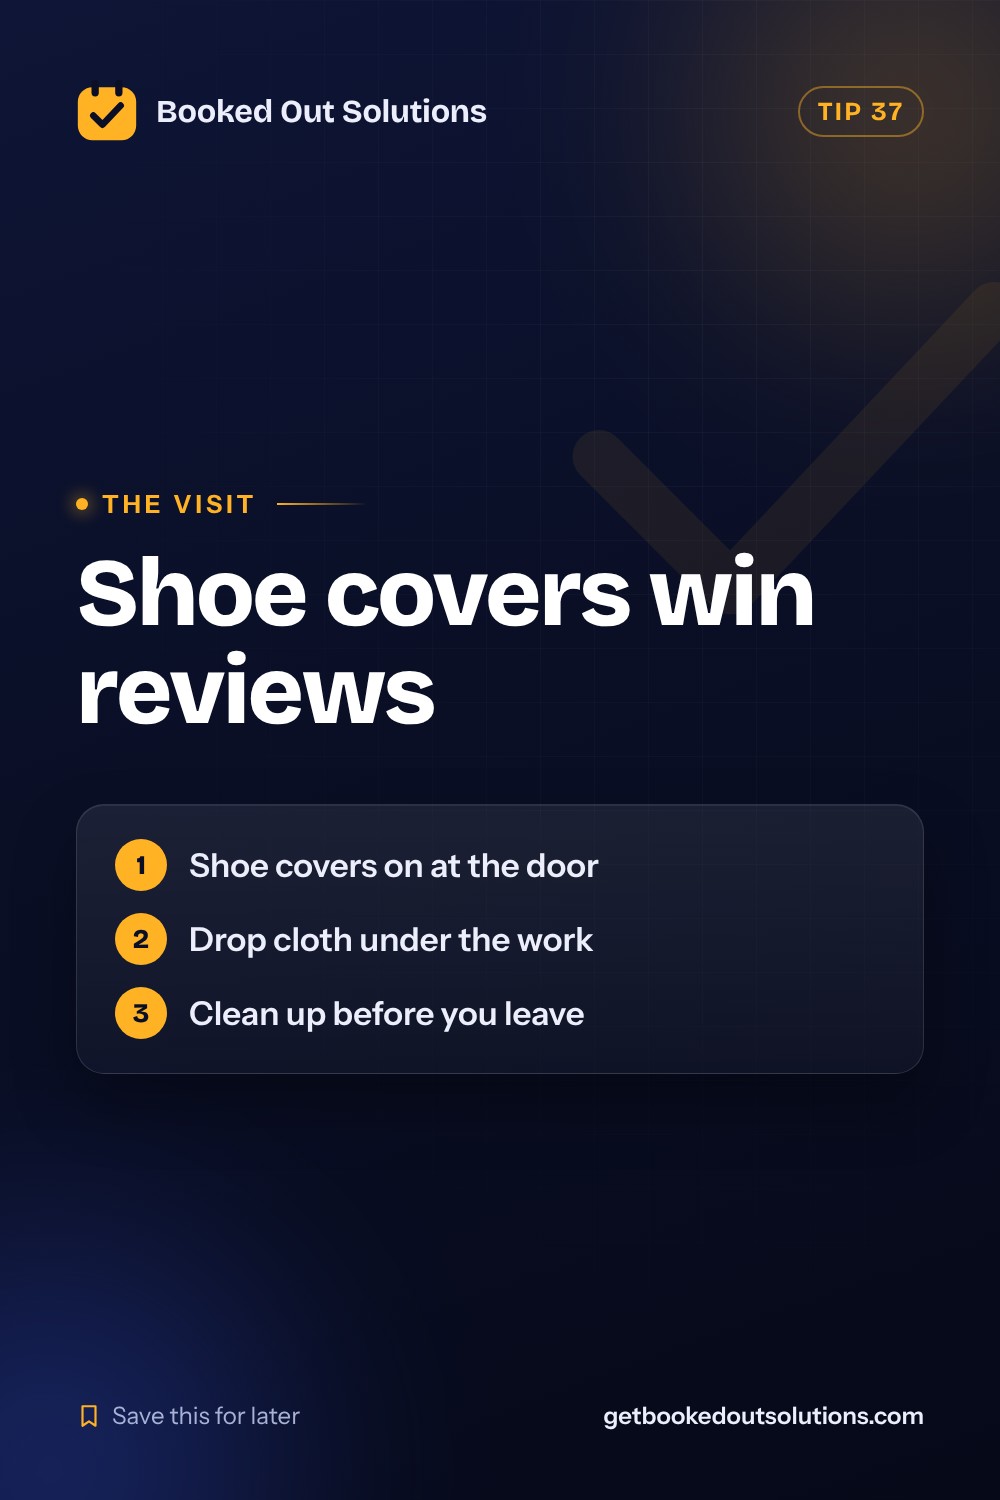 Booked Out Solutions
TIP 37
THE VISIT
Shoe covers win
reviews
1 Shoe covers on at the door
2 Drop cloth under the work
3 Clean up before you leave
Save this for later
getbookedoutsolutions.com